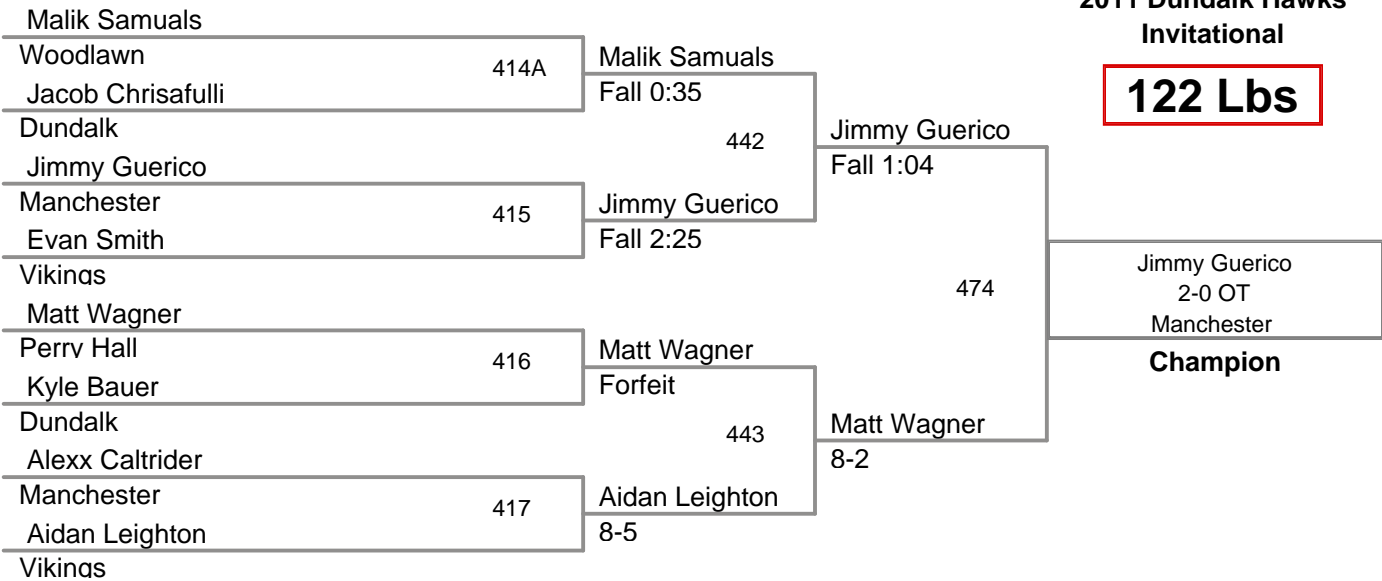 2011 Dundalk Hawks
Invitational
122 Lbs
Malik Samuals
Woodlawn
414A
Jacob Chrisafulli
Dundalk
Jimmy Guerico
Manchester
415
Evan Smith
Vikings
Matt Wagner
Perry Hall
416
Kyle Bauer
Dundalk
Alexx Caltrider
Manchester
417
Aidan Leighton
Vikings
Malik Samuals
Fall 0:35
442
Jimmy Guerico
Fall 2:25
Matt Wagner
Forfeit
443
Aidan Leighton
8-5
Jimmy Guerico
Fall 1:04
474
Matt Wagner
8-2
Jimmy Guerico
2-0 OT
Manchester
Champion